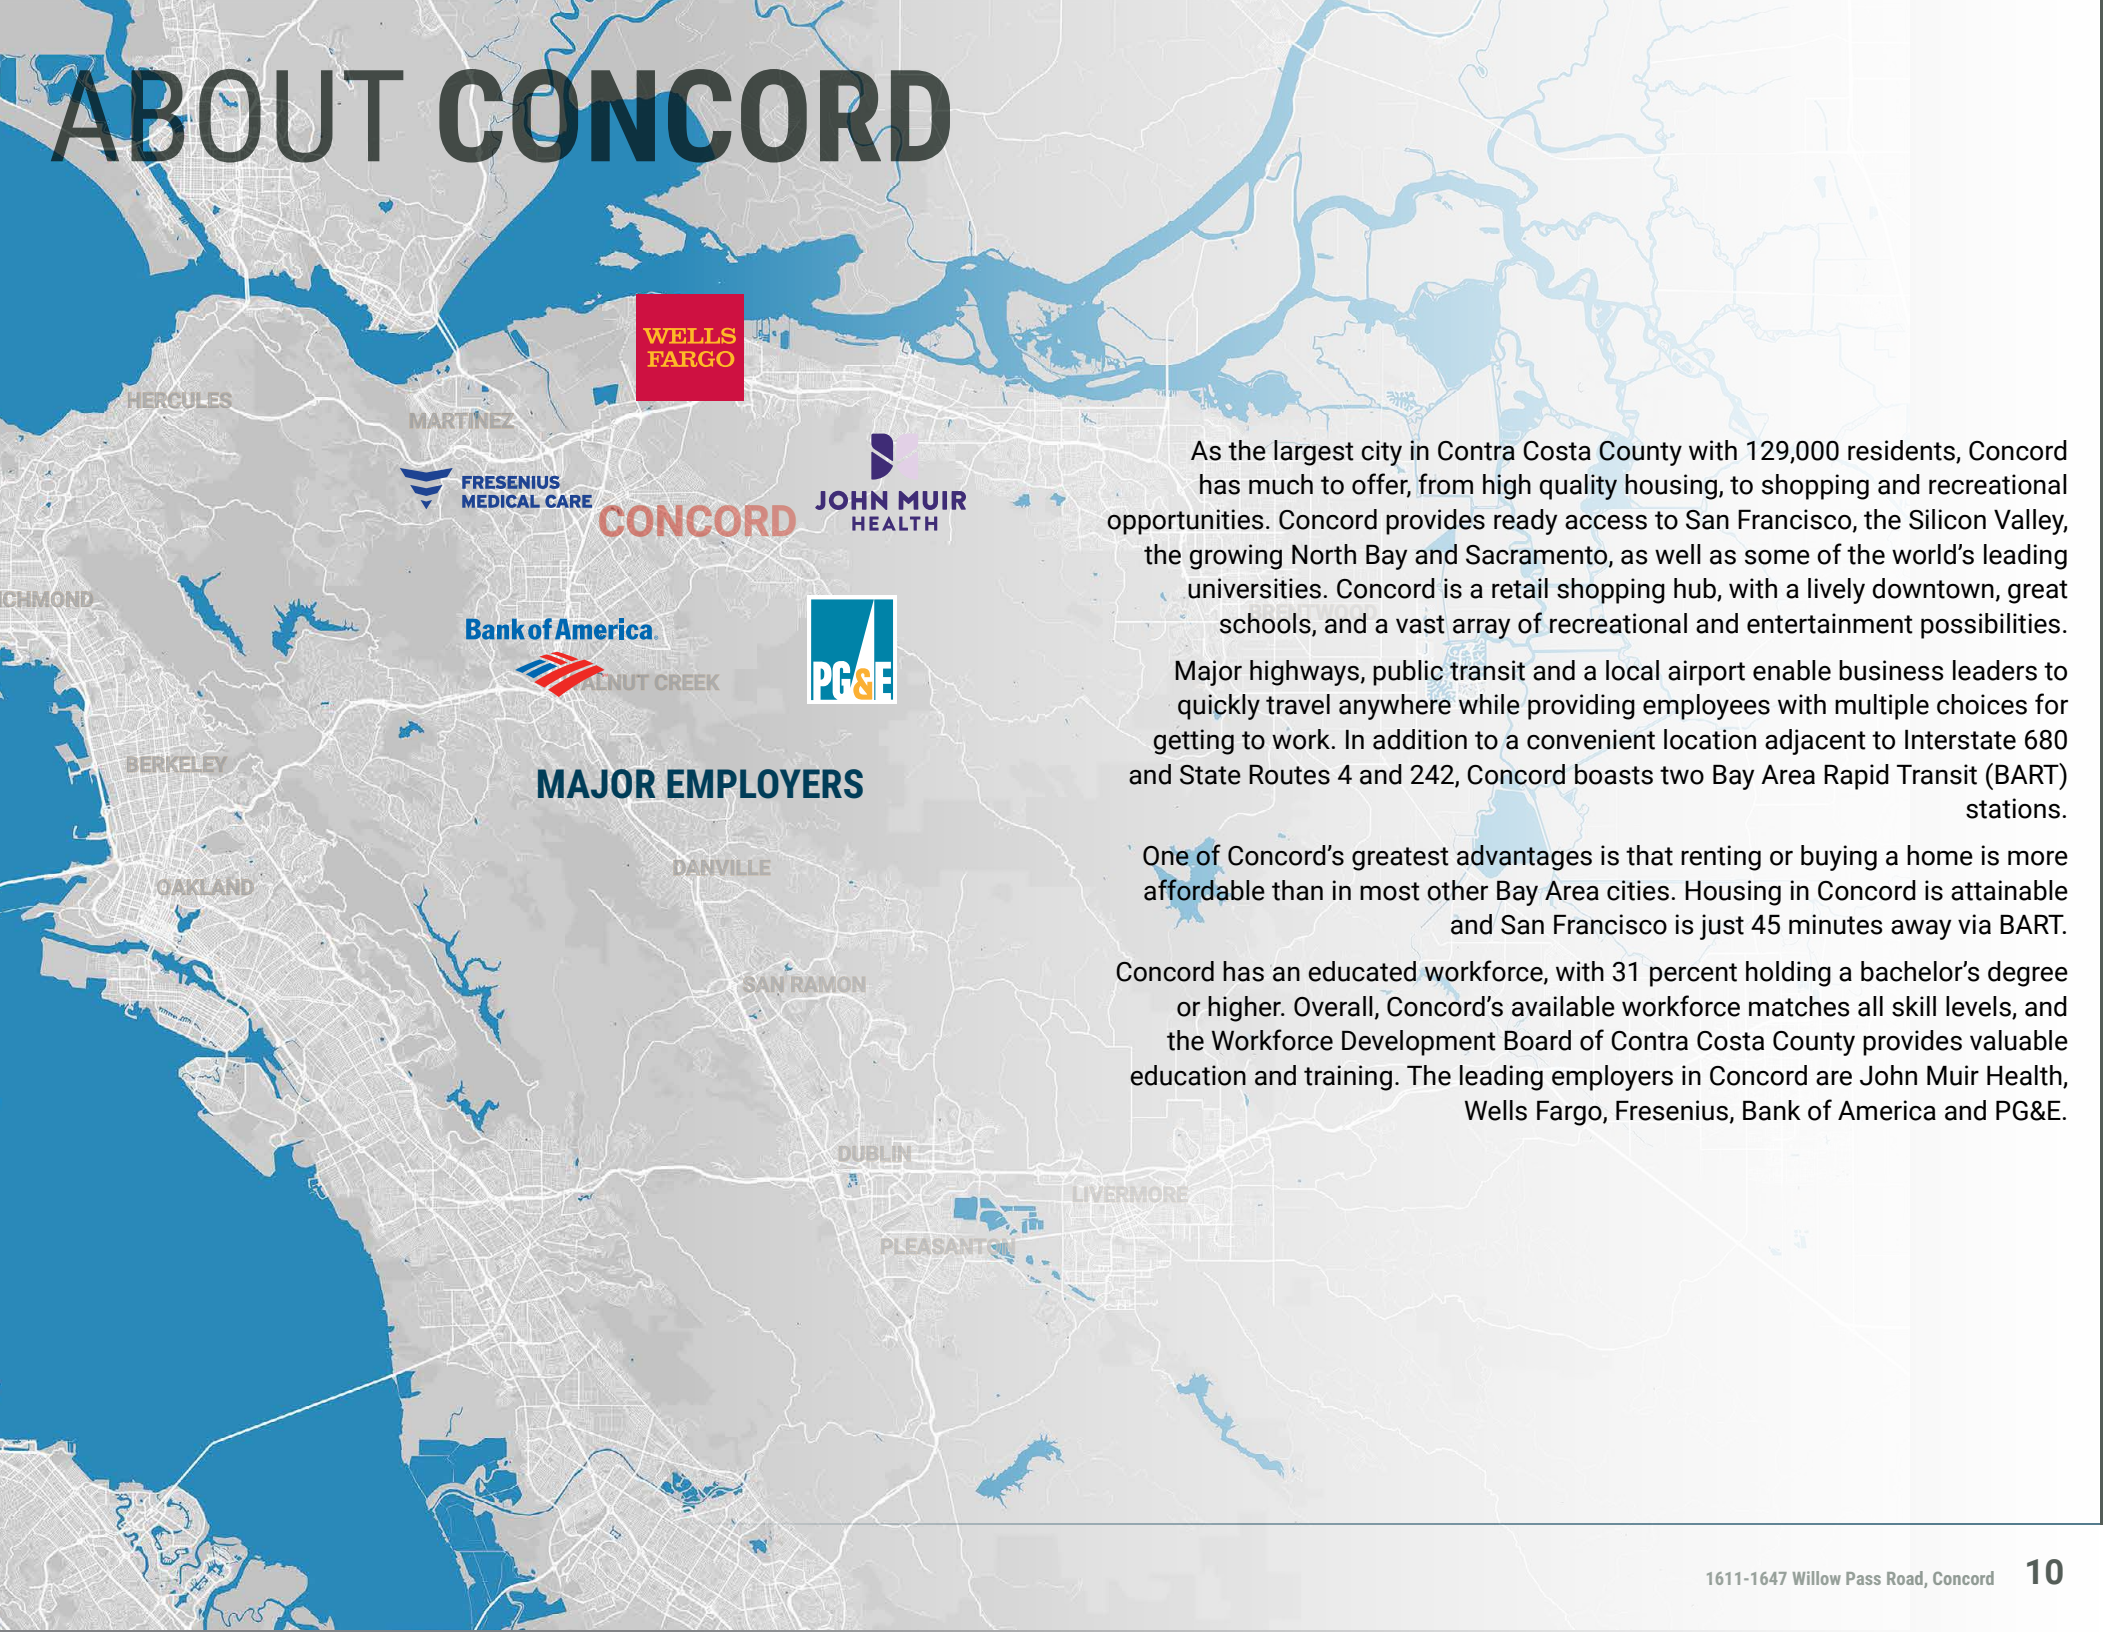 ABOUT CONCORD
WELLS
FARGO
HERCULES
MARTINEZ
FRESENIUS
MEDICAL CARE
CONCORD
JOHN MUIR
HEALTH
ICHMOND
Bank of America
WALNUT CREEK
PG&E
BERKELEY
MAJOR EMPLOYERS
DANVILLE
OAKLAND
SAN RAMON
DUBLIN
LIVERMORE
PLEASANTON
BRENTWOOD
As the largest city in Contra Costa County with 129,000 residents, Concord
has much to offer, from high quality housing, to shopping and recreational
opportunities. Concord provides ready access to San Francisco, the Silicon Valley,
the growing North Bay and Sacramento, as well as some of the world's leading
universities. Concord is a retail shopping hub, with a lively downtown, great
schools, and a vast array of recreational and entertainment possibilities.
Major highways, public transit and a local airport enable business leaders to
quickly travel anywhere while providing employees with multiple choices for
getting to work. In addition to a convenient location adjacent to Interstate 680
and State Routes 4 and 242, Concord boasts two Bay Area Rapid Transit (BART)
stations.
One of Concord's greatest advantages is that renting or buying a home is more
affordable than in most other Bay Area cities. Housing in Concord is attainable
and San Francisco is just 45 minutes away via BART.
Concord has an educated workforce, with 31 percent holding a bachelor's degree
or higher. Overall, Concord's available workforce matches all skill levels, and
the Workforce Development Board of Contra Costa County provides valuable
education and training. The leading employers in Concord are John Muir Health,
Wells Fargo, Fresenius, Bank of America and PG&E.
1611-1647 Willow Pass Road, Concord 10